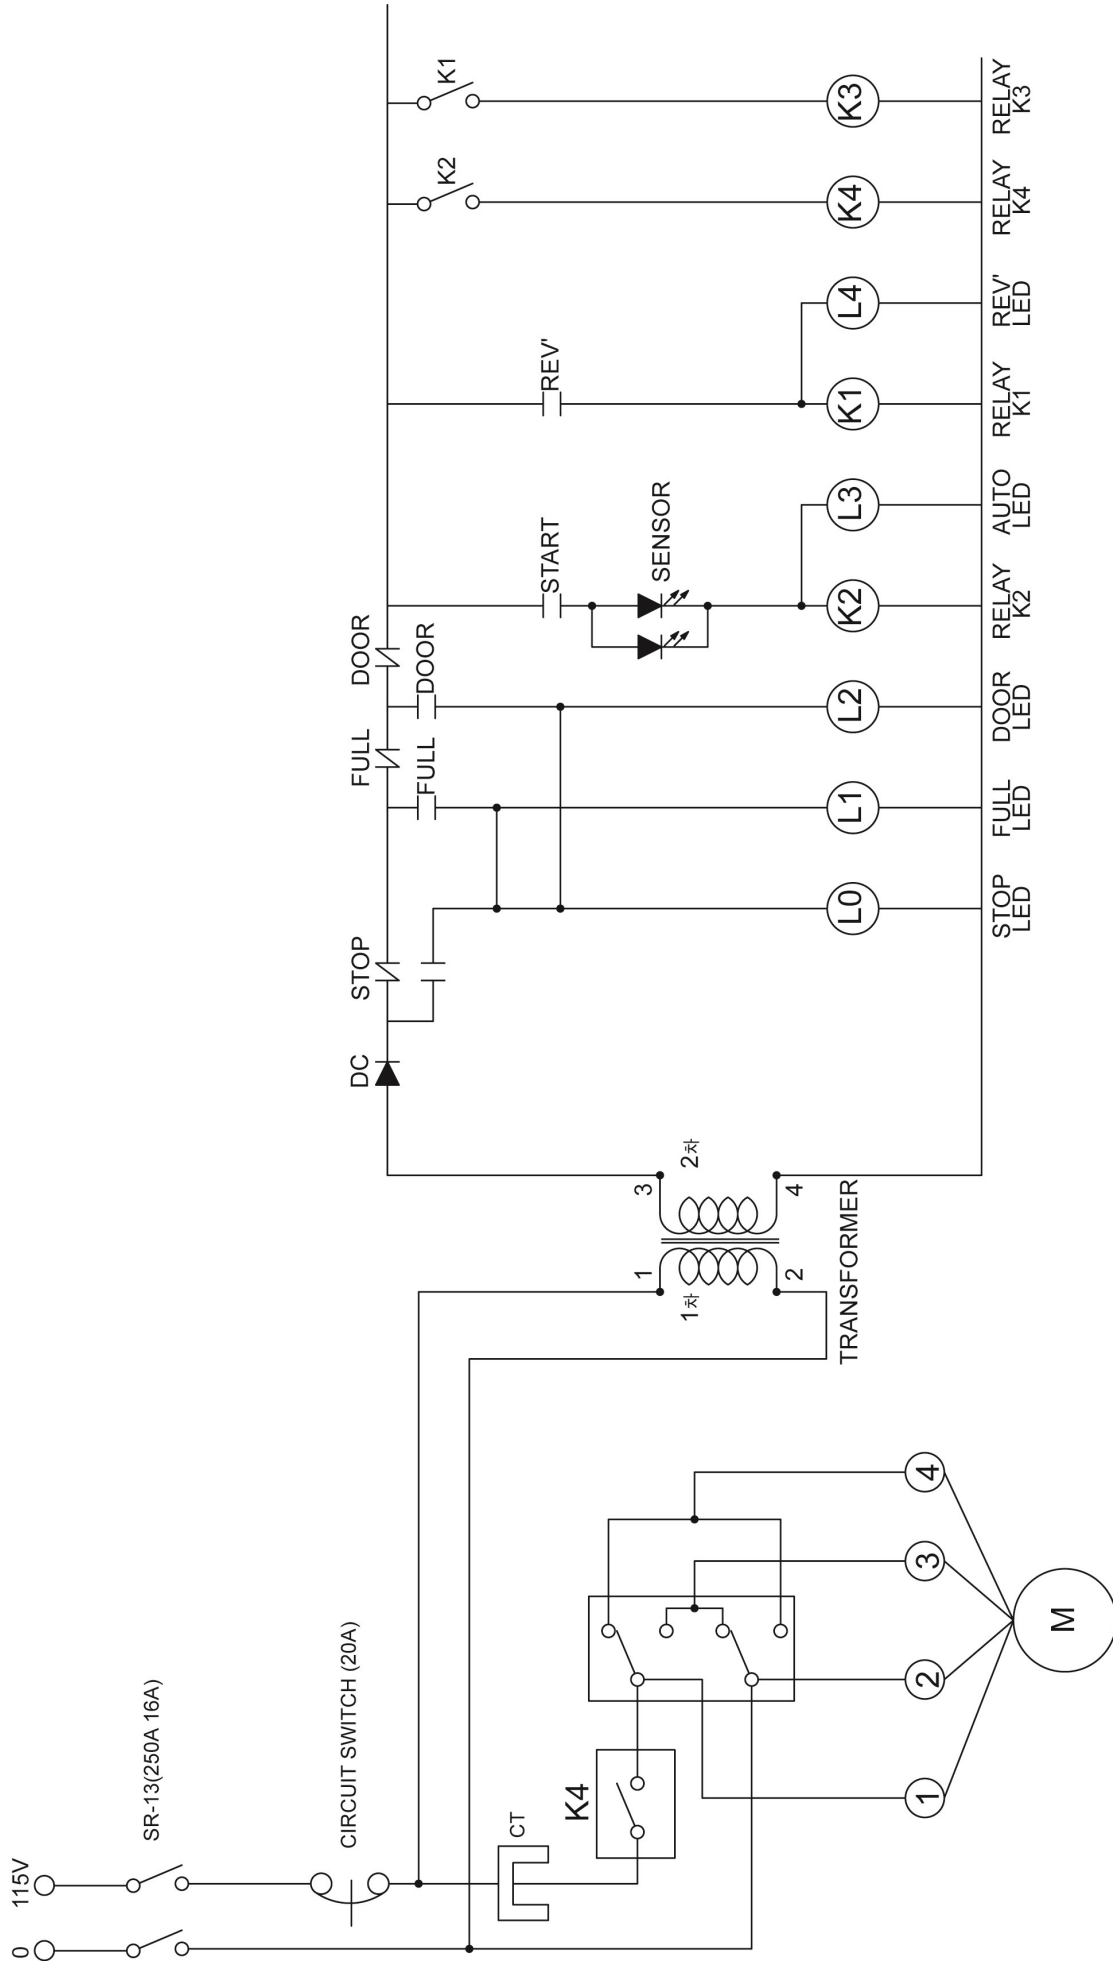 0
115V
SR-13(250A 16A)
CIRCUIT SWITCH (20A)
DC
STOP
FULL
DOOR
FULL
DOOR
K2
K1
CT
START
REV'
K4
1
3
SENSOR
1차
2차
2
4
TRANSFORMER
L0
L1
L2
K2
L3
K1
L4
K4
K3
1
2
3
4
STOP
LED
FULL
LED
DOOR
LED
RELAY
K2
AUTO
LED
RELAY
K1
REV'
LED
RELAY
K4
RELAY
K3
M